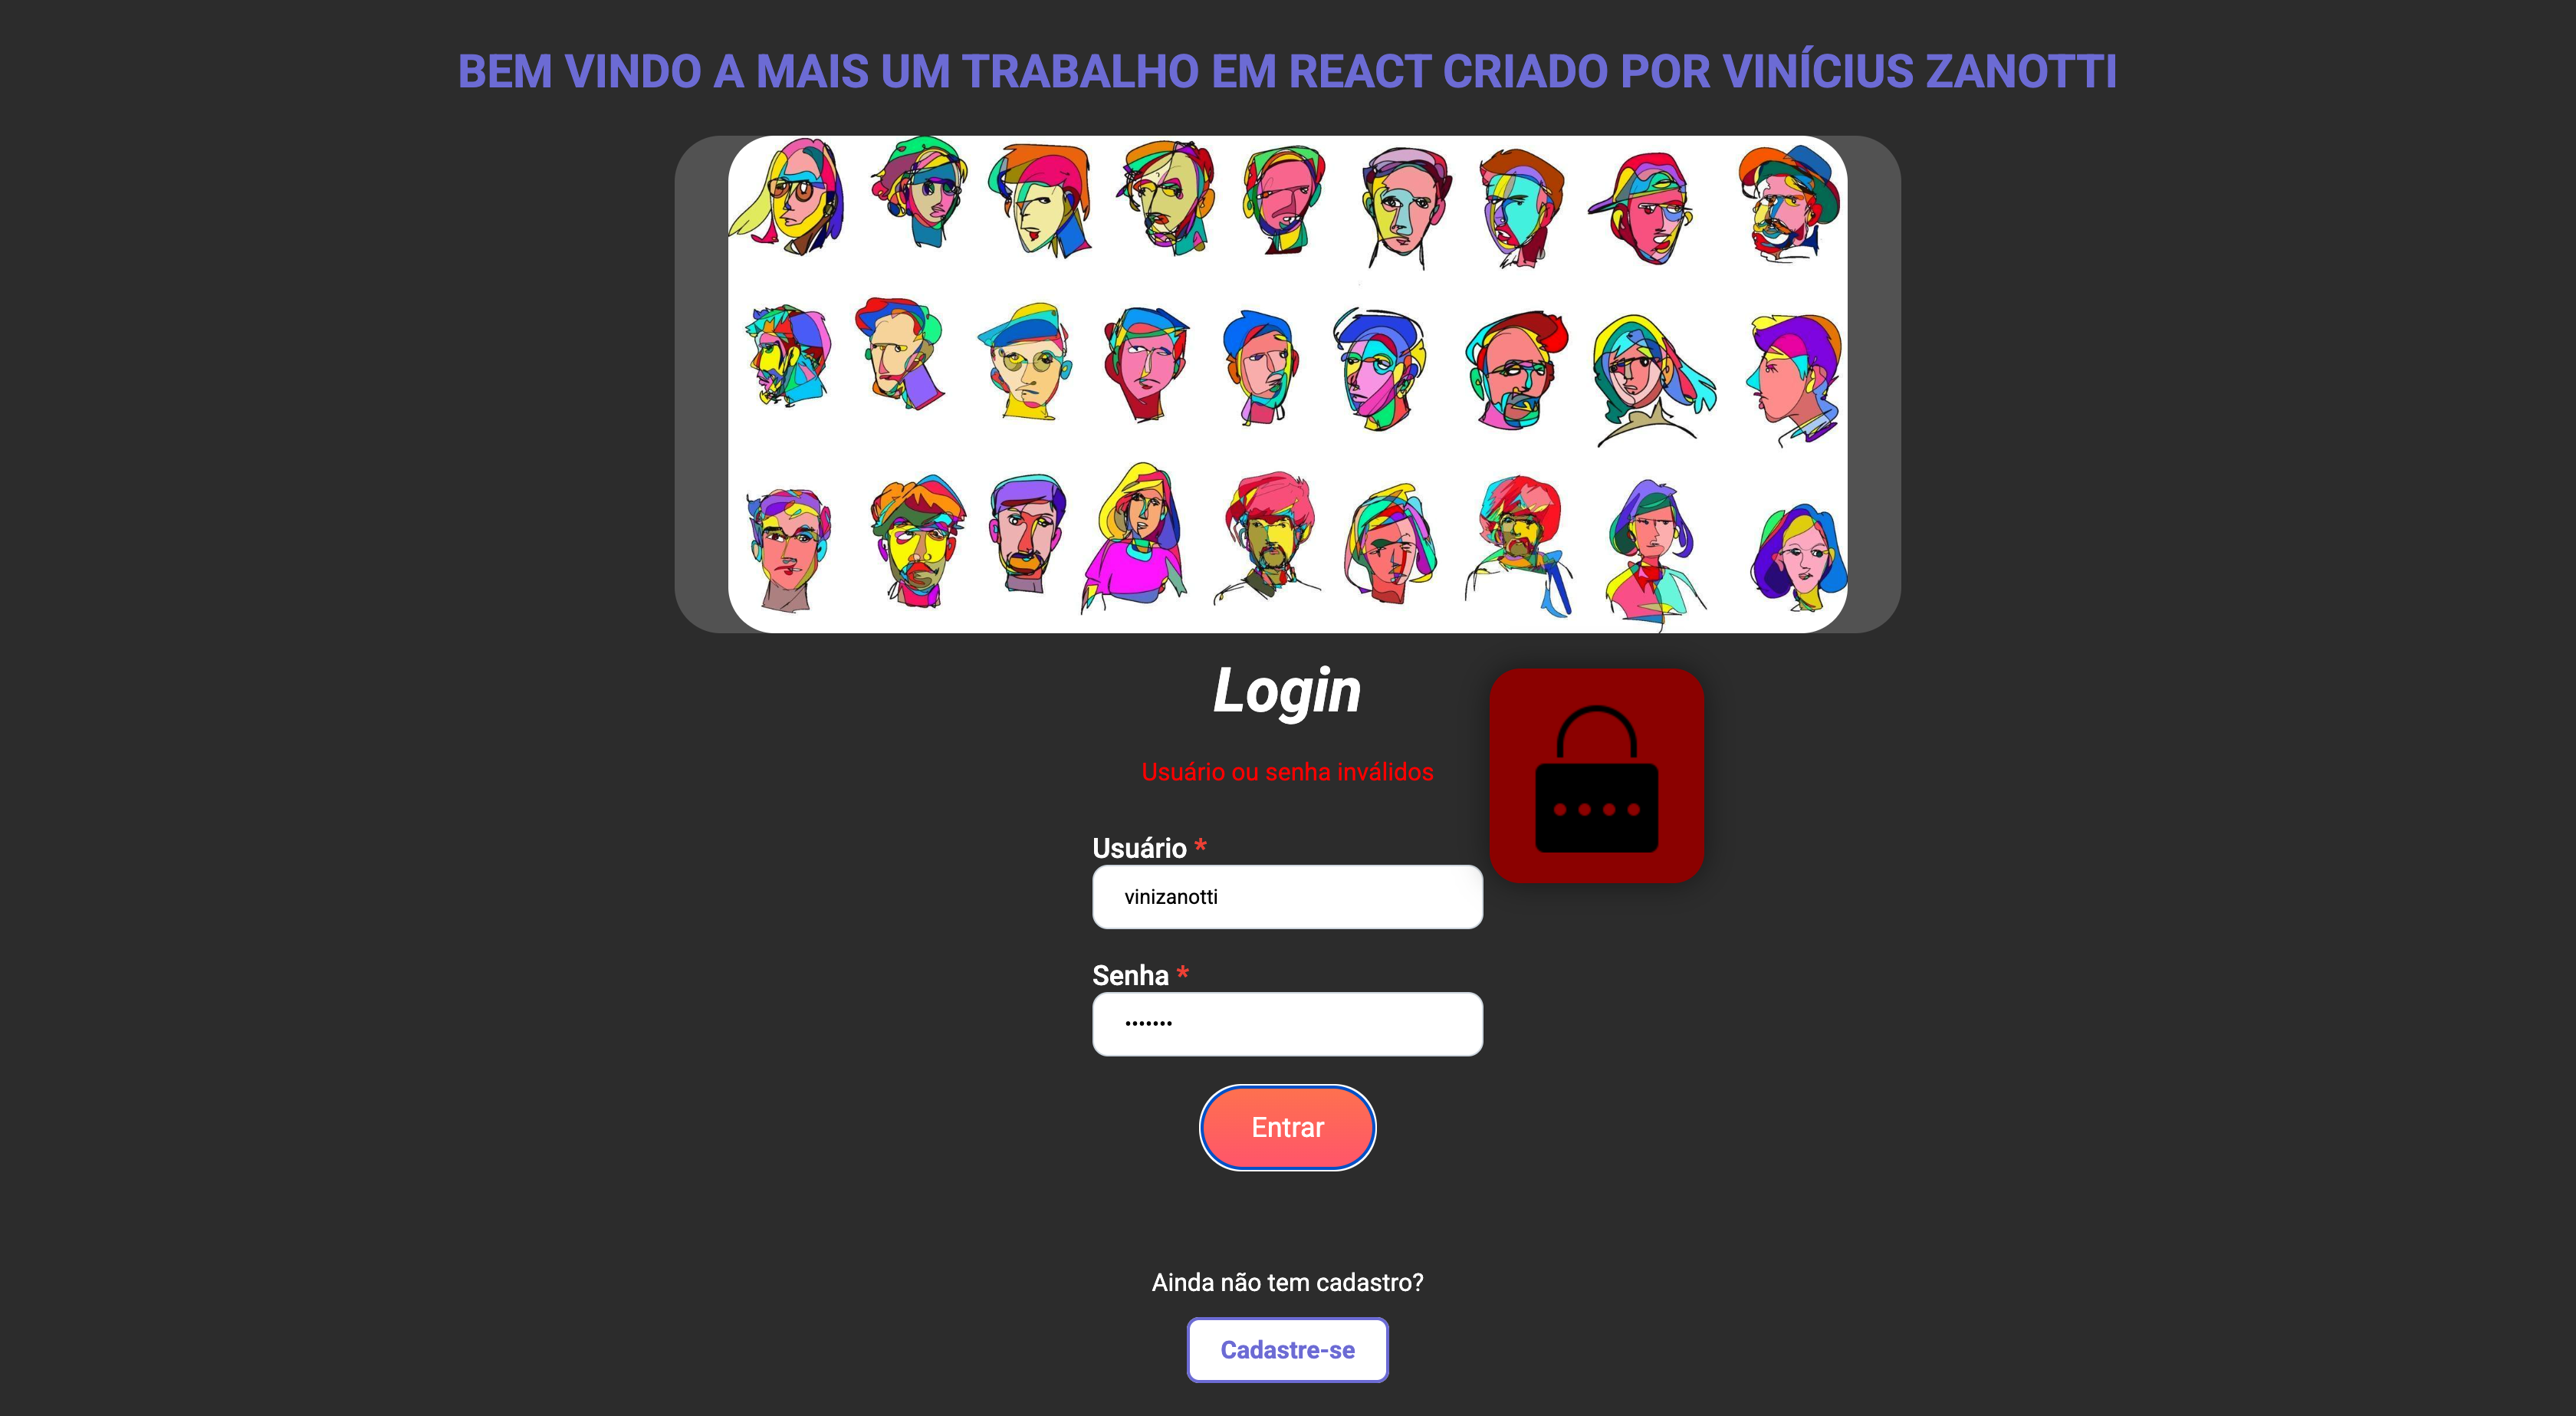 BEM VINDO A MAIS UM TRABALHO EM REACT CRIADO POR VINÍCIUS ZANOTTI
Login
Usuário ou senha inválidos
Usuário *
vinizanotti
Senha *
•••••••
Entrar
Ainda não tem cadastro?
Cadastre-se